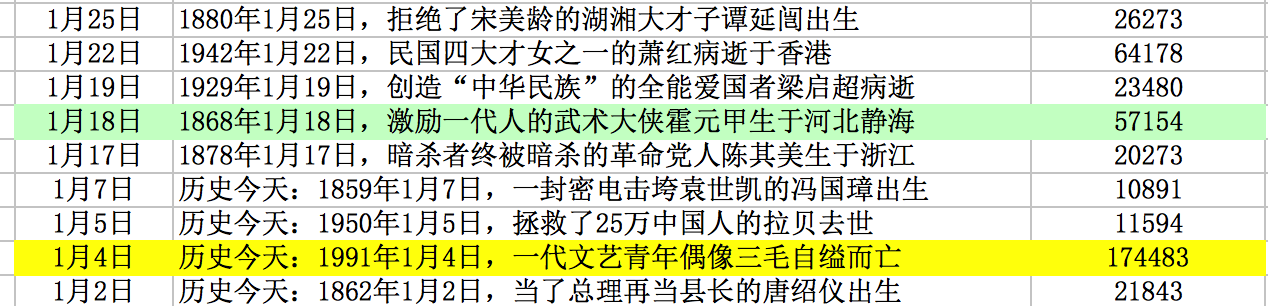 1月25日 1880年1月25日，拒绝了宋美龄的湖湘大才子谭延闿出生 26273
1月22日 1942年1月22日，民国四大才女之一的萧红病逝于香港 64178
1月19日 1929年1月19日，创造“中华民族”的全能爱国者梁启超病逝 23480
1月18日 1868年1月18日，激励一代人的武术大侠霍元甲生于河北静海 57154
1月17日 1878年1月17日，暗杀者终被暗杀的革命党人陈其美生于浙江 20273
1月7日 历史今天：1859年1月7日，一封密电击垮袁世凯的冯国璋出生 10891
1月5日 历史今天：1950年1月5日，拯救了25万中国人的拉贝去世 11594
1月4日 历史今天：1991年1月4日，一代文艺青年偶像三毛自缢而亡 174483
1月2日 历史今天：1862年1月2日，当了总理再当县长的唐绍仪出生 21843